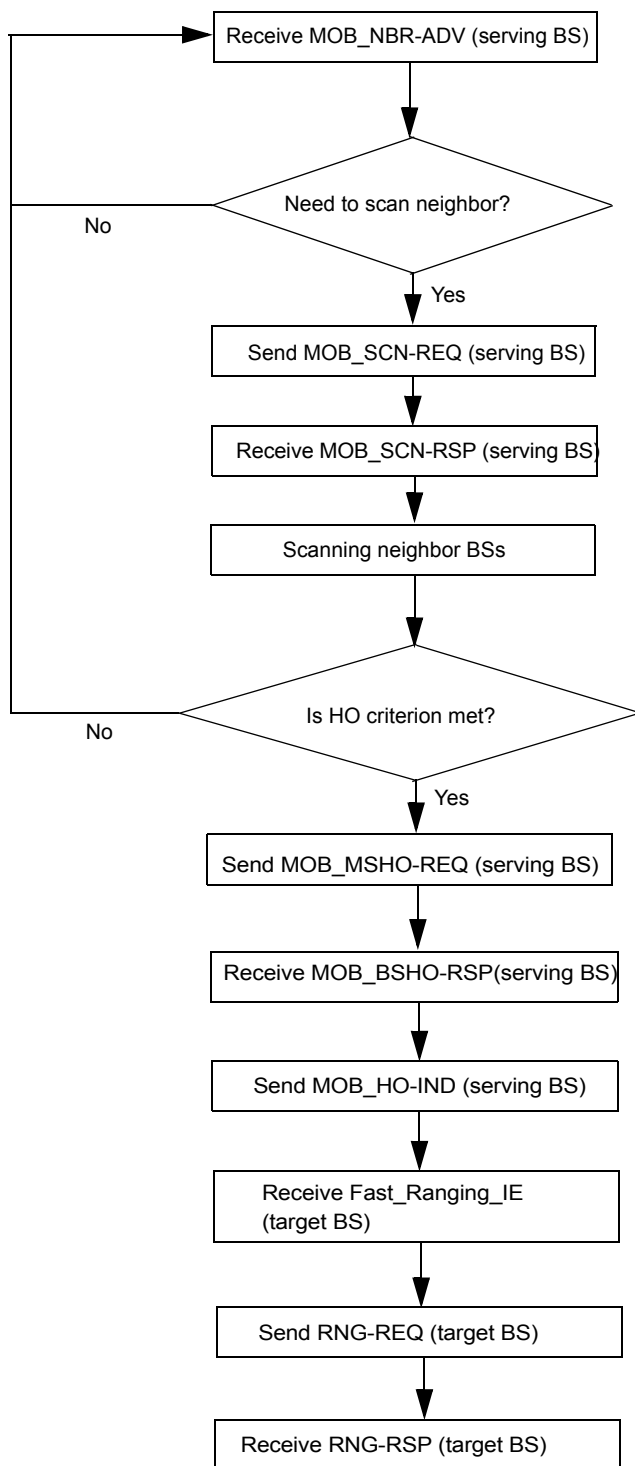 Receive MOB_NBR-ADV (serving BS)
Need to scan neighbor?
No
Yes
Send MOB_SCN-REQ (serving BS)
Receive MOB_SCN-RSP (serving BS)
Scanning neighbor BSs
Is HO criterion met?
No
Yes
Send MOB_MSHO-REQ (serving BS)
Receive MOB_BSHO-RSP(serving BS)
Send MOB_HO-IND (serving BS)
Receive Fast_Ranging_IE
(target BS)
Send RNG-REQ (target BS)
Receive RNG-RSP (target BS)